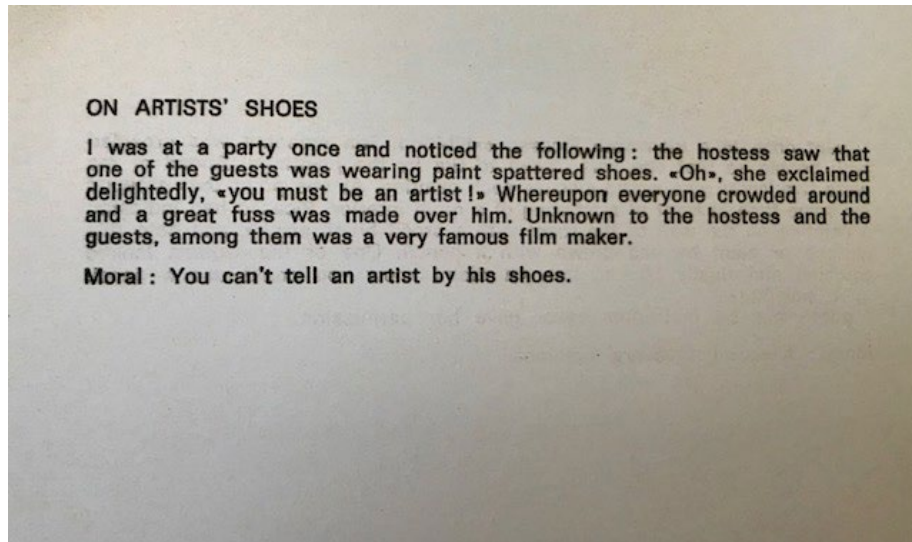 ON ARTISTS' SHOES
I was at a party once and noticed the following : the hostess saw that
one of the guests was wearing paint spattered shoes. «Oh», she exclaimed
delightedly, «you must be an artist !» Whereupon everyone crowded around
and a great fuss was made over him. Unknown to the hostess and the
guests, among them was a very famous film maker.
Moral : You can't tell an artist by his shoes.